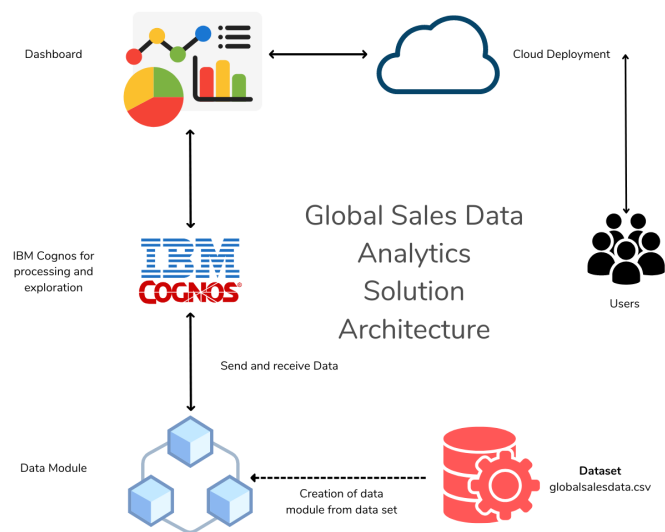 Dashboard
Cloud Deployment
Global Sales Data
Analytics
Solution
Architecture
IBM Cognos for
processing and
exploration
IBM
COGNOS®
Users
Send and receive Data
Data Module
Creation of data
module from data set
Dataset
globalsalesdata.csv